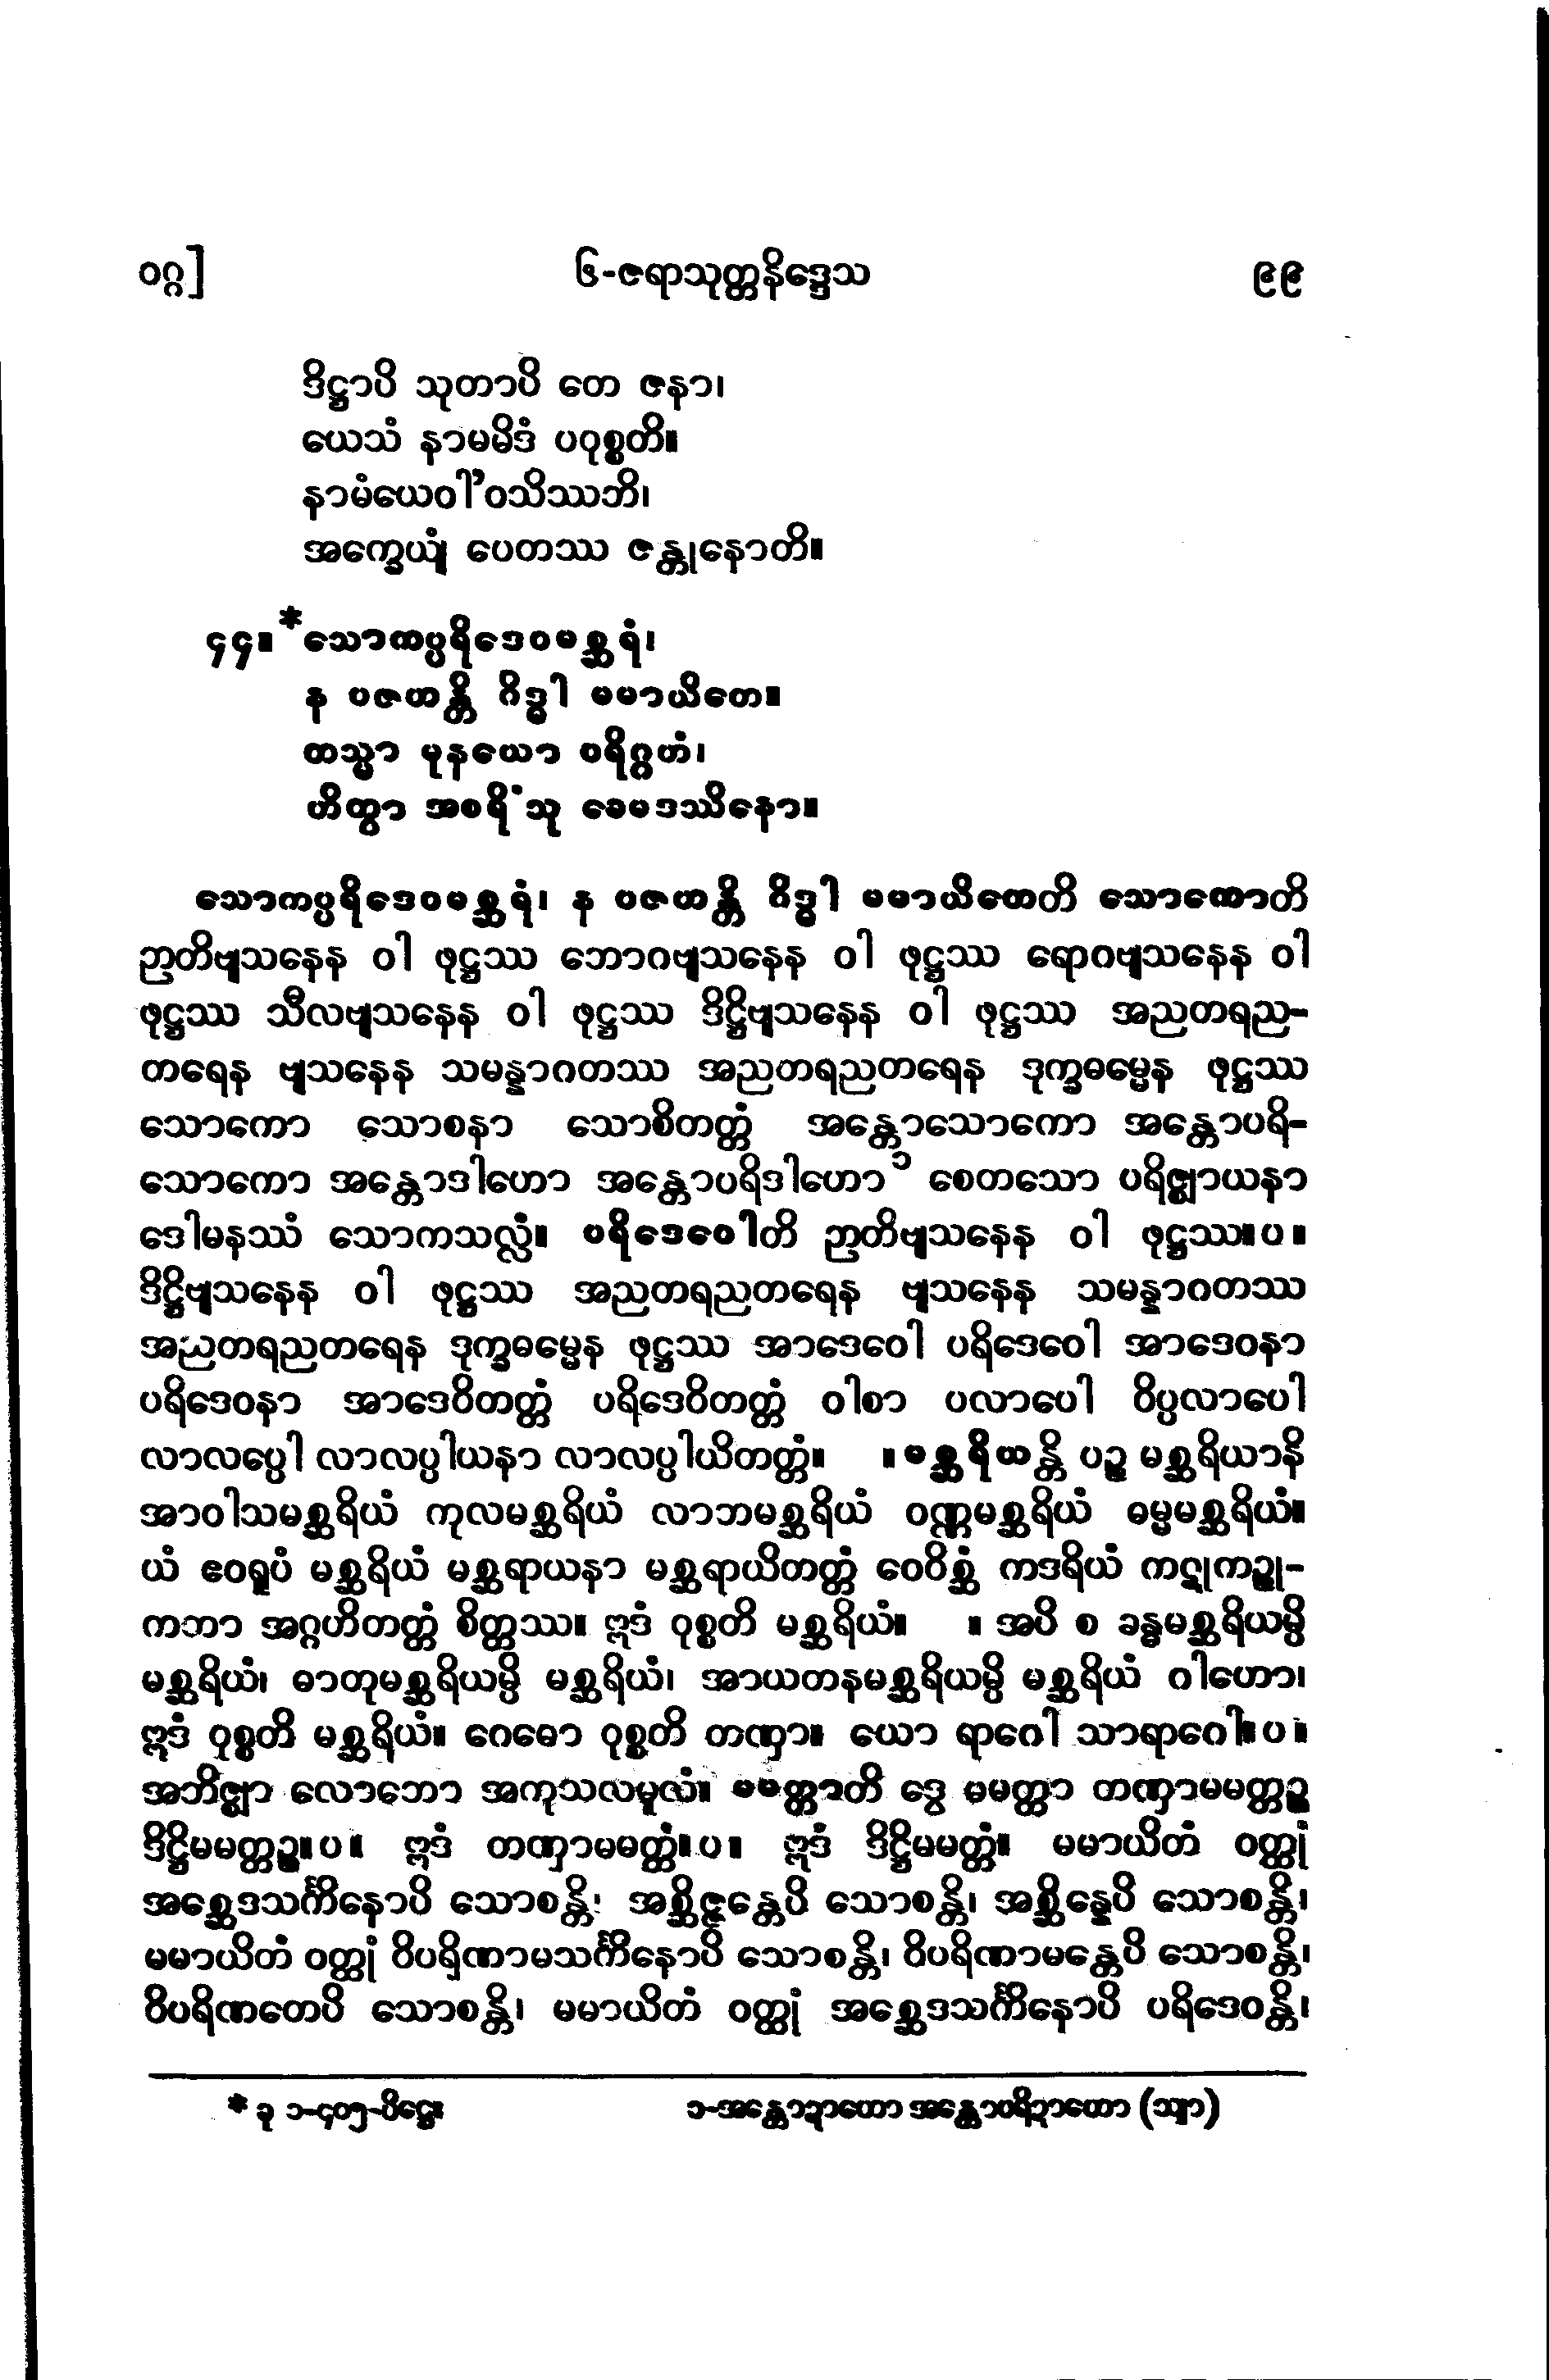 ဝဂ္ဂ]
၆-ဇရာသုတ္တနိဒ္ဒေသ
၉၉
ဒိဋ္ဌာပိ သုတာပိ တေ ဇနာ၊
ယေသံ နာမမိဒံ ပဝုစ္စတိ။
နာမံယေဝါ’ဝသိဿတိ၊
အက္ခေယျံ ပေတဿ ဇန္တုနောတိ။
၄၄။ *သောကပ္ပရိဒေဝမစ္ဆရံ၊
န ပဇဟန္တိ ဂိဒ္ဓါ မမာယိတေ။
တသ္မာ မုနယော ပရိဂ္ဂဟံ၊
ဟိတွာ အစရိံသု ခေမဒဿိနော။
သောကပ္ပရိဒေဝမစ္ဆရံ၊ န ပဇဟန္တိ ဂိဒ္ဓါ မမာယိတေတိ သောကောတိ
ဉာတိဗျသနေန ဝါ ဖုဋ္ဌဿ ဘောဂဗျသနေန ဝါ ဖုဋ္ဌဿ ရောဂဗျသနေန ဝါ
ဖုဋ္ဌဿ သီလဗျသနေန ဝါ ဖုဋ္ဌဿ ဒိဋ္ဌိဗျသနေန ဝါ ဖုဋ္ဌဿ အညတရည-
တရေန ဗျသနေန သမန္နာဂတဿ အညတရညတရေန ဒုက္ခဓမ္မေန ဖုဋ္ဌဿ
သောကော သောစနာ သောစိတတ္တံ အန္တောသောကော အန္တောပရိ-
သောကော အန္တောဒါဟော အန္တောပရိဒါဟော ၁ စေတသော ပရိဇ္ဈာယနာ
ဒေါမနဿံ သောကသလ္လံ။ ပရိဒေဝေါတိ ဉာတိဗျသနေန ဝါ ဖုဋ္ဌဿ။ပ။
ဒိဋ္ဌိဗျသနေန ဝါ ဖုဋ္ဌဿ အညတရညတရေန ဗျသနေန သမန္နာဂတဿ
အညတရညတရေန ဒုက္ခဓမ္မေန ဖုဋ္ဌဿ အာဒေဝေါ ပရိဒေဝေါ အာဒေဝနာ
ပရိဒေဝနာ အာဒေဝိတတ္တံ ပရိဒေဝိတတ္တံ ဝါစာ ပလာပေါ ဝိပ္ပလာပေါ
လာလပ္ပေါ လာလပ္ပါယနာ လာလပ္ပါယိတတ္တံ။ ။မစ္ဆရိယန္တိ ပဉ္စ မစ္ဆရိယာနိ
အာဝါသမစ္ဆရိယံ ကုလမစ္ဆရိယံ လာဘမစ္ဆရိယံ ဝဏ္ဏမစ္ဆရိယံ ဓမ္မမစ္ဆရိယံ။
ယံ ဧဝရူပံ မစ္ဆရိယံ မစ္ဆရာယနာ မစ္ဆရာယိတတ္တံ ဝေဝိစ္ဆံ ကဒရိယံ ကဋုကဉ္စု-
ကတာ အဂ္ဂဟိတတ္တံ စိတ္တဿ။ ဣဒံ ဝုစ္စတိ မစ္ဆရိယံ။ ။ အပိ စ ခန္ဓမစ္ဆရိယမ္ပိ
မစ္ဆရိယံ၊ ဓာတုမစ္ဆရိယမ္ပိ မစ္ဆရိယံ၊ အာယတနမစ္ဆရိယမ္ပိ မစ္ဆရိယံ ဂါဟော၊
ဣဒံ ဝုစ္စတိ မစ္ဆရိယံ။ ဂေဓော ဝုစ္စတိ တဏှာ။ ယော ရာဂေါ သာရာဂေါ။ပ။
အဘိဇ္ဈာ လောဘော အကုသလမူလံ။ မမတ္တာတိ ဒွေ မမတ္တာ တဏှာမမတ္တဉ္စ
ဒိဋ္ဌိမမတ္တဉ္စ။ပ။ ဣဒံ တဏှာမမတ္တံ။ပ။ ဣဒံ ဒိဋ္ဌိမမတ္တံ။ မမာယိတံ ဝတ္ထုံ
အစ္ဆေဒသင်္ကိနောပိ သောစန္တိ၊ အစ္ဆိဇ္ဇန္တေပိ သောစန္တိ၊ အစ္ဆိန္နေပိ သောစန္တိ၊
မမာယိတံ ဝတ္ထုံ ဝိပရိဏာမသင်္ကိနောပိ သောစန္တိ၊ ဝိပရိဏာမန္တေပိ သောစန္တိ၊
ဝိပရိဏတေပိ သောစန္တိ၊ မမာယိတံ ဝတ္ထုံ အစ္ဆေဒသင်္ကိနောပိ ပရိဒေဝန္တိ၊
* ခု ၁-၄၀၅-ပိဋ္ဌေ။
၁-အန္တောဍာဟော အန္တောပရိဍာဟော (သျာ)